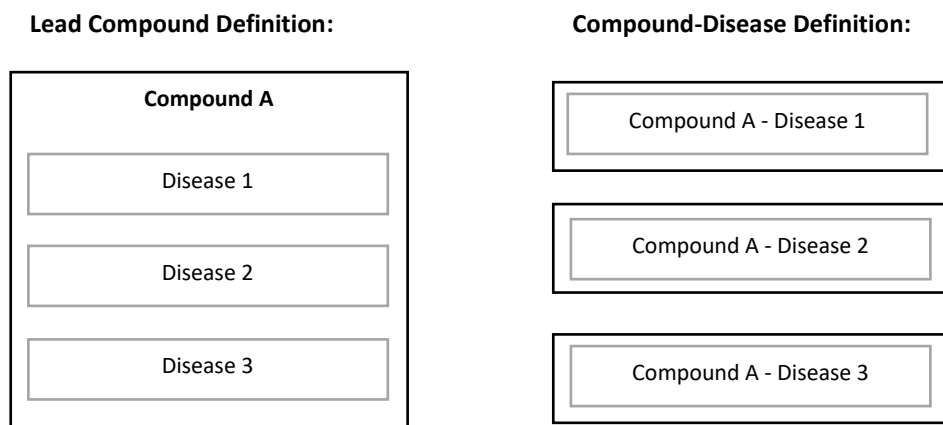 Lead Compound Definition:
Compound A
Disease 1
Disease 2
Disease 3
Compound-Disease Definition:
Compound A - Disease 1
Compound A - Disease 2
Compound A - Disease 3